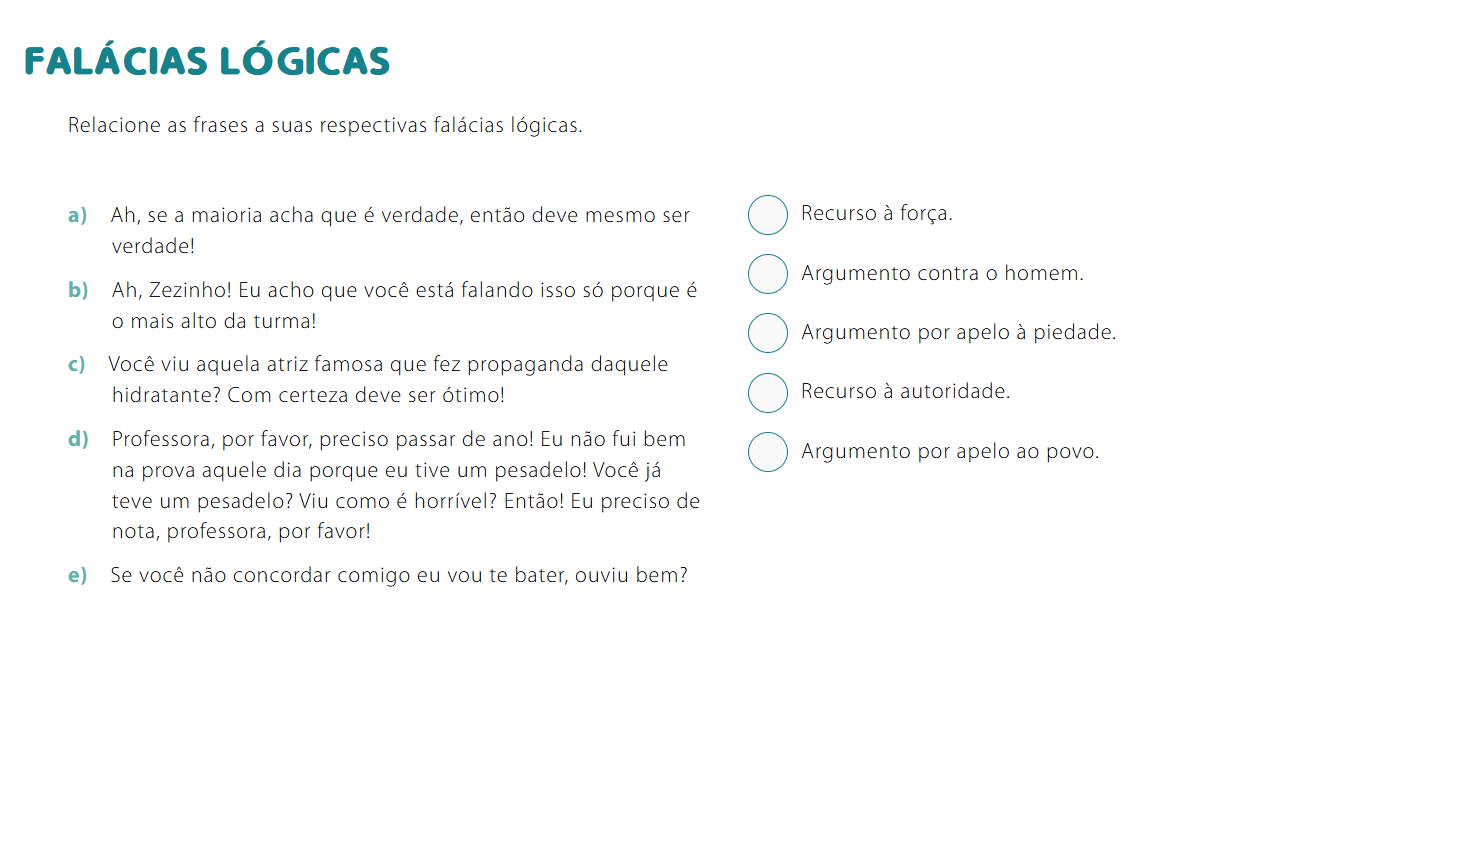 FALÁCIAS LÓGICAS
Relacione as frases a suas respectivas falácias lógicas.
a) Ah, se a maioria acha que é verdade, então deve mesmo ser
verdade!
b) Ah, Zezinho! Eu acho que você está falando isso só porque é
o mais alto da turma!
c) Você viu aquela atriz famosa que fez propaganda daquele
hidratante? Com certeza deve ser ótimo!
d) Professora, por favor, preciso passar de ano! Eu não fui bem
na prova aquele dia porque eu tive um pesadelo! Você já
teve um pesadelo? Viu como é horrível? Então! Eu preciso de
nota, professora, por favor!
e) Se você não concordar comigo eu vou te bater, ouviu bem?
Recurso à força.
Argumento contra o homem.
Argumento por apelo à piedade.
Recurso à autoridade.
Argumento por apelo ao povo.